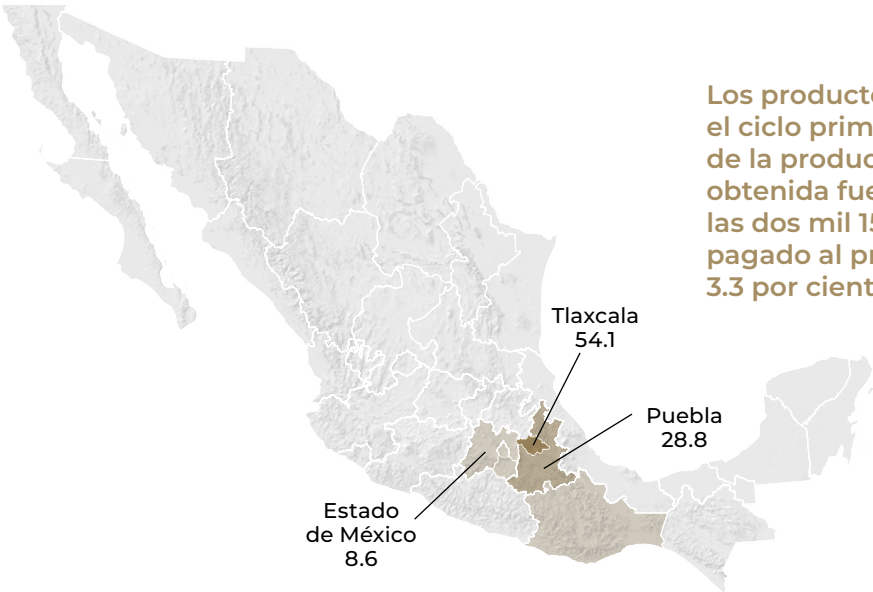 Los product
el ciclo prim
de la produc
obtenida fue
las dos mil 15
pagado al pr
3.3 por cient
Tlaxcala
54.1
Puebla
28.8
Estado
de México
8.6